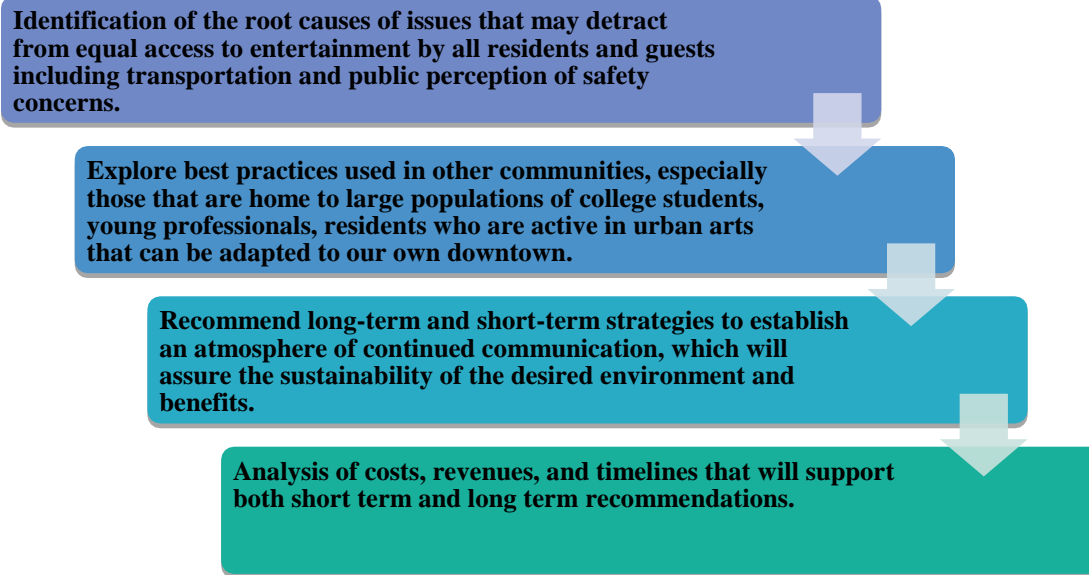 Identification of the root causes of issues that may detract
from equal access to entertainment by all residents and guests
including transportation and public perception of safety
concerns.
Explore best practices used in other communities, especially
those that are home to large populations of college students,
young professionals, residents who are active in urban arts
that can be adapted to our own downtown.
Recommend long-term and short-term strategies to establish
an atmosphere of continued communication, which will
assure the sustainability of the desired environment and
benefits.
Analysis of costs, revenues, and timelines that will support
both short term and long term recommendations.